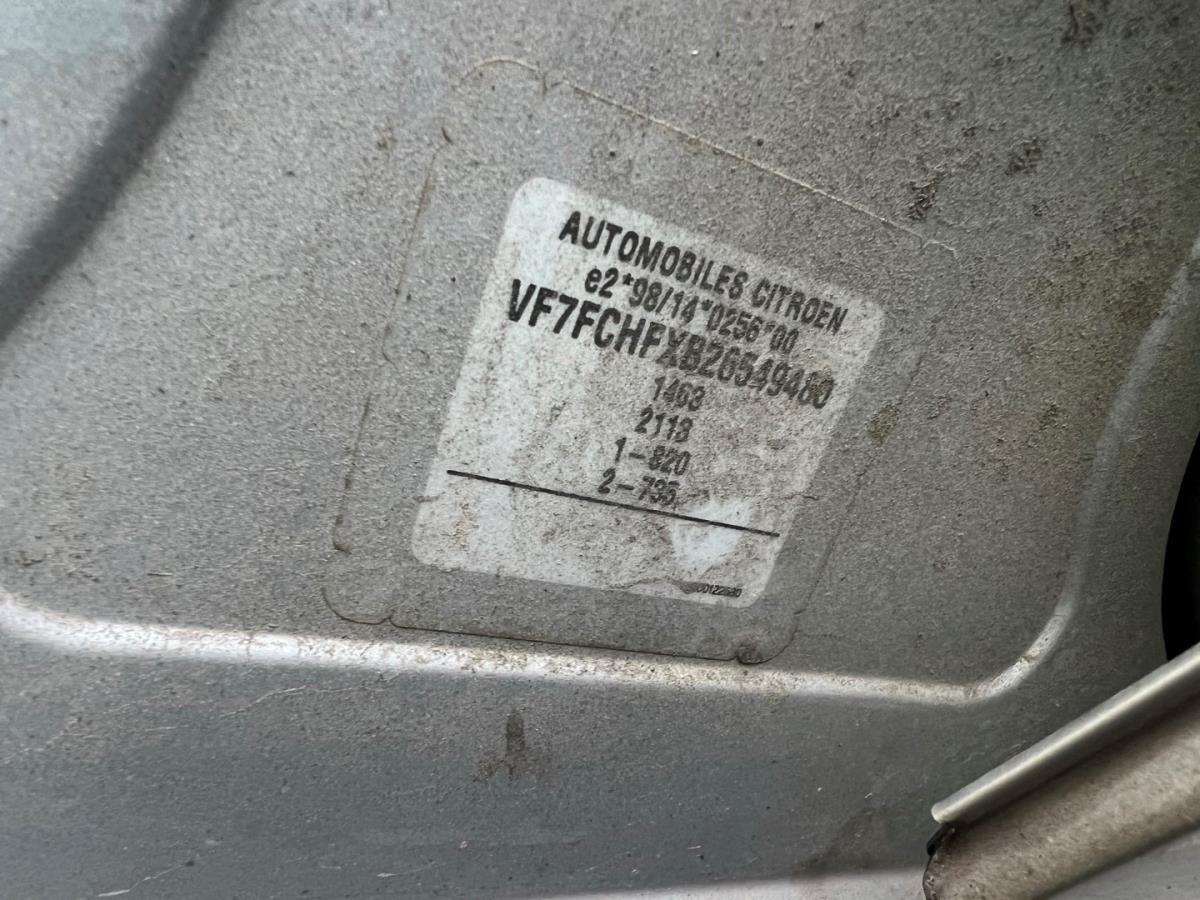 AUTOMOBILES CITROEN
e2*98/14*0256*00
VF7FCHFXB26549480
1463
2118
1-820
2-735